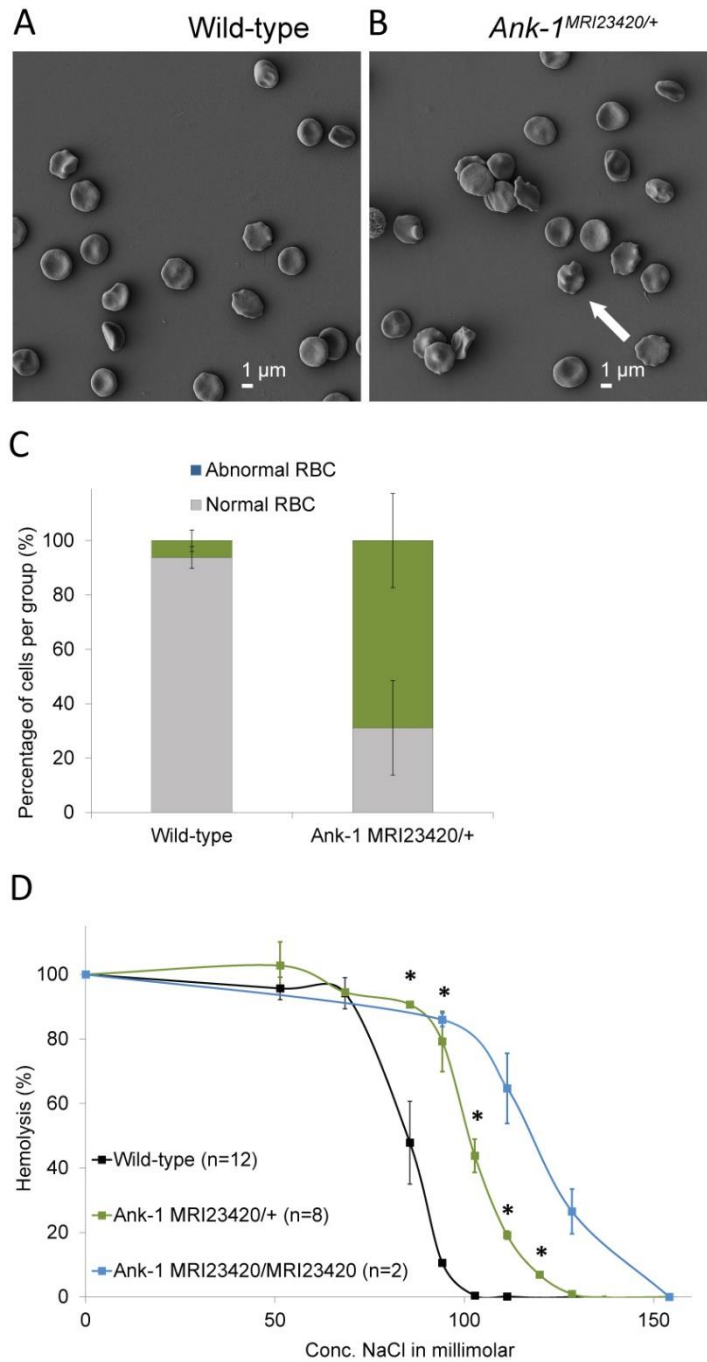 A Wild-type
B Ank-1MRI23420/+
1 µm
1 µm
C
Abnormal RBC
Normal RBC
Percentage of cells per group (%)
100
80
60
40
20
0
Wild-type
Ank-1 MRI23420/+
D
Hemolysis (%)
100
80
60
40
20
0
* * * * *
Wild-type (n=12)
Ank-1 MRI23420/+ (n=8)
Ank-1 MRI23420/MRI23420 (n=2)
0 50 100 150
Conc. NaCl in millimolar